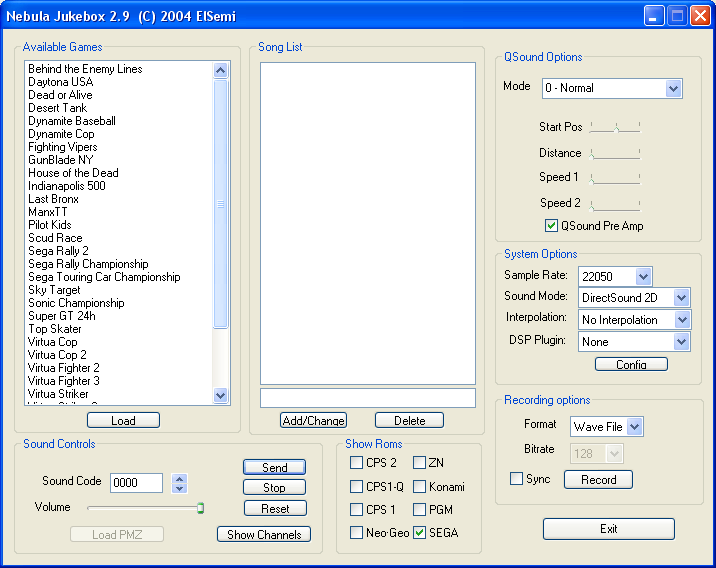 Nebula Jukebox 2.9 (C) 2004 ElSemi
Available Games
Behind the Enemy Lines
Daytona USA
Dead or Alive
Desert Tank
Dynamite Baseball
Dynamite Cop
Fighting Vipers
GunBlade NY
House of the Dead
Indianapolis 500
Last Bronx
ManxTT
Pilot Kids
Scud Race
Sega Rally 2
Sega Rally Championship
Sega Touring Car Championship
Sky Target
Sonic Championship
Super GT 24h
Top Skater
Virtua Cop
Virtua Cop 2
Virtua Fighter 2
Virtua Fighter 3
Virtua Striker
Load
Song List
Add/Change
Delete
QSound Options
Mode
0 - Normal
Start Pos
Distance
Speed 1
Speed 2
QSound Pre Amp
System Options
Sample Rate:
22050
Sound Mode:
DirectSound 2D
Interpolation:
No Interpolation
DSP Plugin:
None
Config
Sound Controls
Sound Code
0000
Volume
Load PMZ
Send
Stop
Reset
Show Channels
Show Roms
CPS 2
ZN
CPS1-Q
Konami
CPS 1
PGM
Neo-Geo
SEGA
Recording options
Format
Wave File
Bitrate
128
Sync
Record
Exit